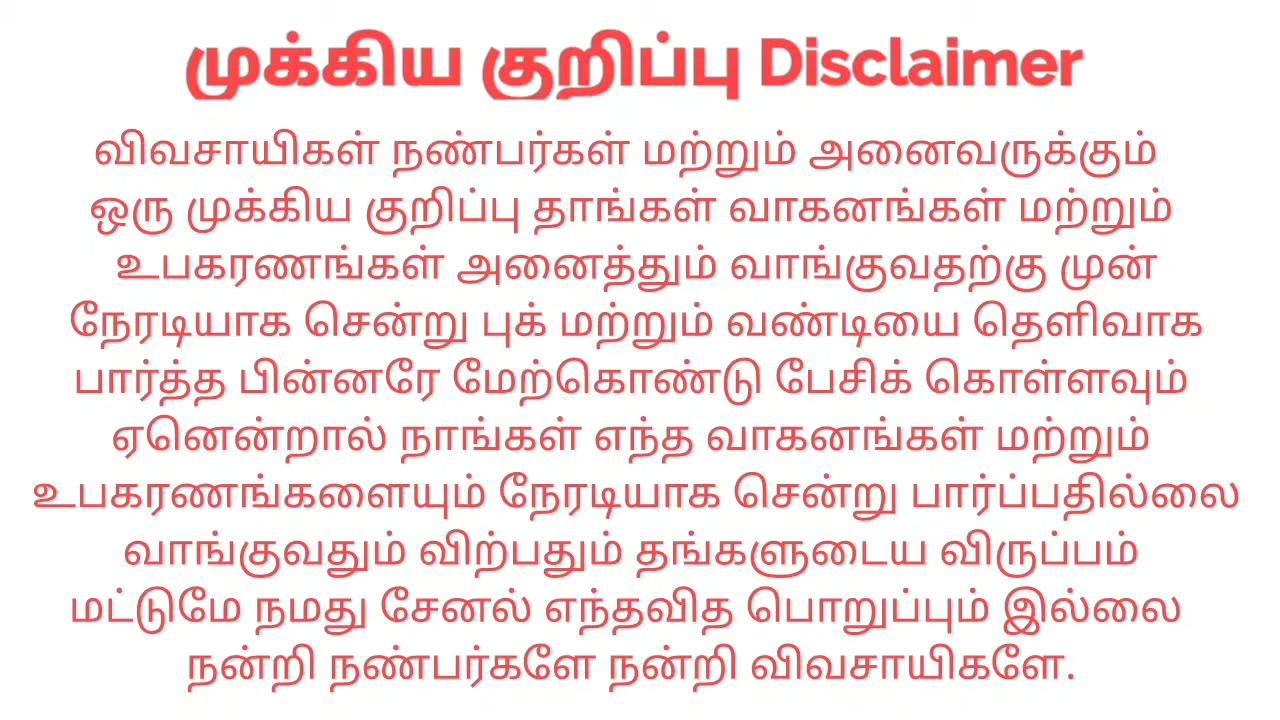 முக்கிய குறிப்பு Disclaimer
விவசாயிகள் நண்பர்கள் மற்றும் அனைவருக்கும்
ஒரு முக்கிய குறிப்பு தாங்கள் வாகனங்கள் மற்றும்
உபகரணங்கள் அனைத்தும் வாங்குவதற்கு முன்
நேரடியாக சென்று புக் மற்றும் வண்டியை தெளிவாக
பார்த்த பின்னரே மேற்கொண்டு பேசிக் கொள்ளவும்
ஏனென்றால் நாங்கள் எந்த வாகனங்கள் மற்றும்
உபகரணங்களையும் நேரடியாக சென்று பார்ப்பதில்லை
வாங்குவதும் விற்பதும் தங்களுடைய விருப்பம்
மட்டுமே நமது சேனல் எந்தவித பொறுப்பும் இல்லை
நன்றி நண்பர்களே நன்றி விவசாயிகளே.